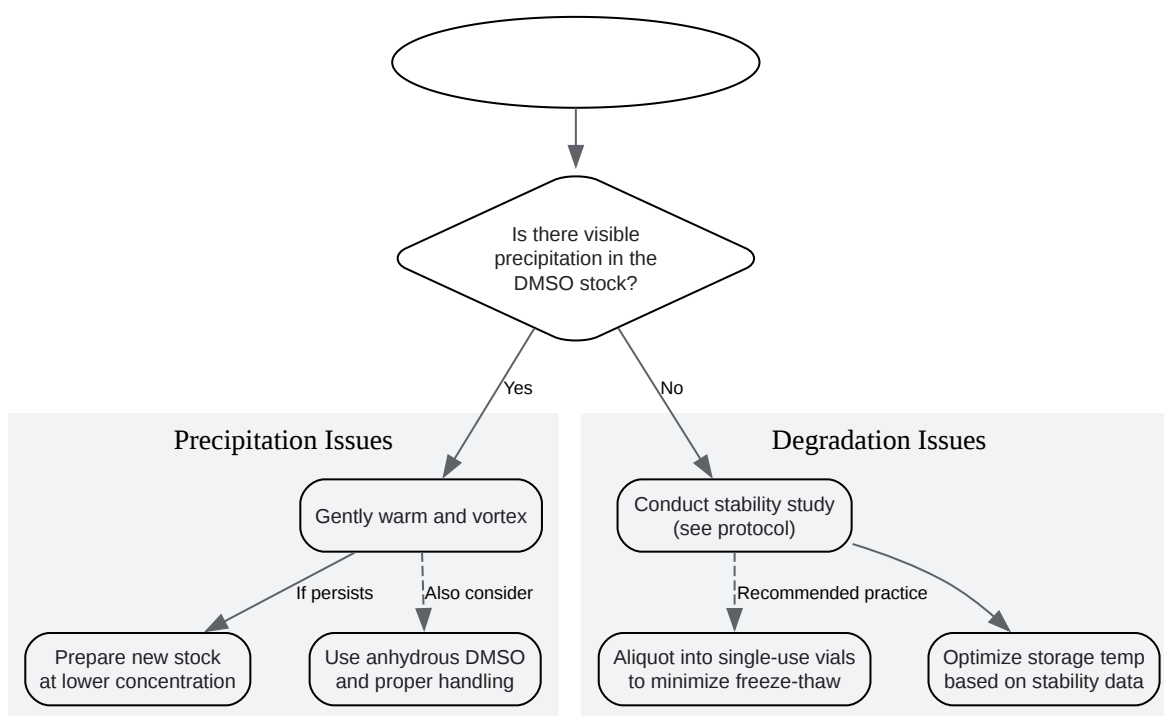 Is there visible
precipitation in the
DMSO stock?
Yes
No
Precipitation Issues
Degradation Issues
Gently warm and vortex
Conduct stability study
(see protocol)
If persists
Also consider
Recommended practice
Prepare new stock
at lower concentration
Use anhydrous DMSO
and proper handling
Aliquot into single-use vials
to minimize freeze-thaw
Optimize storage temp
based on stability data